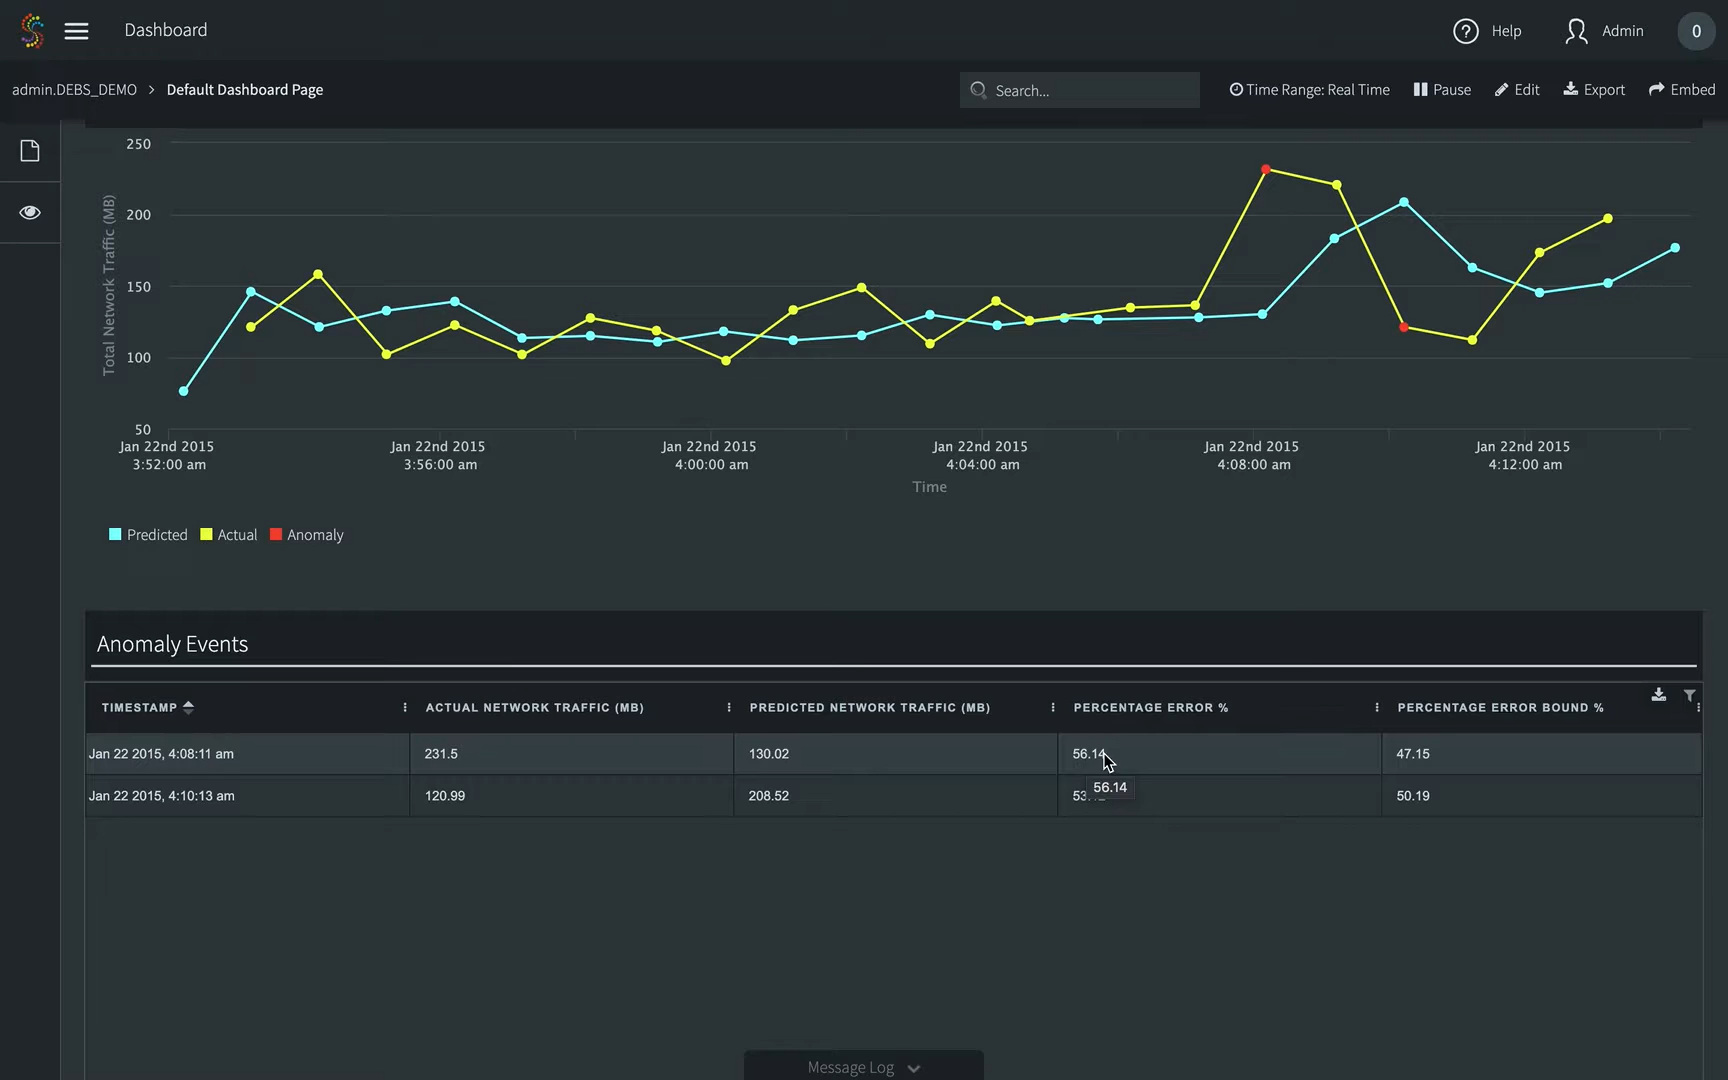 Dashboard
Help
Admin
0
admin.DEBS_DEMO > Default Dashboard Page
Search...
Time Range: Real Time
Pause
Edit
Export
Embed
250
200
150
100
50
Total Network Traffic (MB)
Jan 22nd 2015
3:52:00 am
Jan 22nd 2015
3:56:00 am
Jan 22nd 2015
4:00:00 am
Jan 22nd 2015
4:04:00 am
Jan 22nd 2015
4:08:00 am
Jan 22nd 2015
4:12:00 am
Time
Predicted
Actual
Anomaly
Anomaly Events
TIMESTAMP
ACTUAL NETWORK TRAFFIC (MB)
PREDICTED NETWORK TRAFFIC (MB)
PERCENTAGE ERROR %
PERCENTAGE ERROR BOUND %
Jan 22 2015, 4:08:11 am
231.5
130.02
56.14
47.15
56.14
Jan 22 2015, 4:10:13 am
120.99
208.52
50.19
Message Log